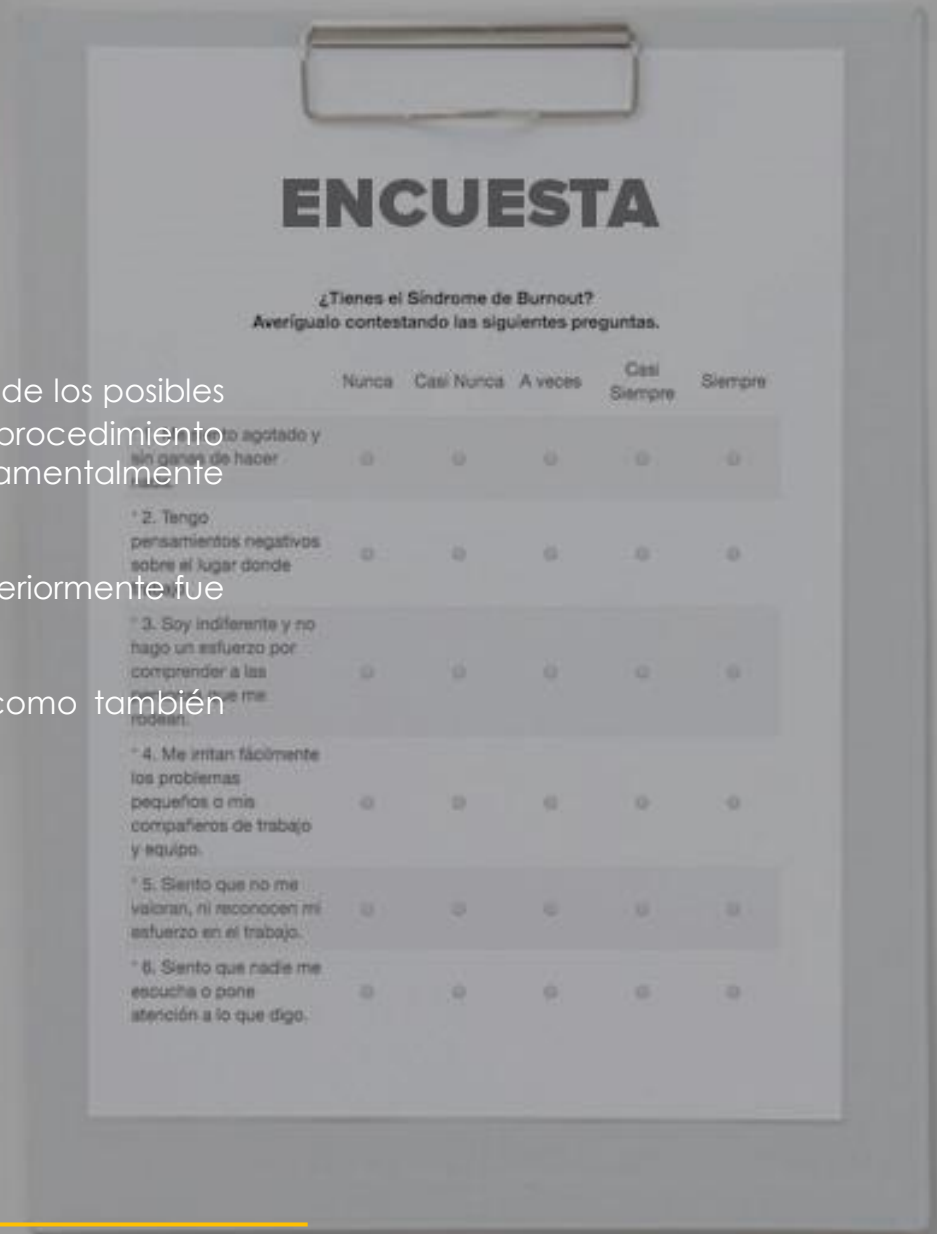 ENCUESTA
¿Tienes el Síndrome de Burnout?
Averígualo contestando las siguientes preguntas.
Nunca Casi Nunca A veces Casi Siempre Siempre
de los posibles
procedimiento
amentalmente
eriormente fue
como también
agotado y
sin ganas de hacer
* 2. Tengo
pensamientos negativos
sobre el lugar donde
* 3. Soy indiferente y no
hago un esfuerzo por
comprender a las
que me
rodean.
* 4. Me irritan fácilmente
los problemas
pequeños o mis
compañeros de trabajo
y equipo.
* 5. Siento que no me
valoran, ni reconocen mi
esfuerzo en el trabajo.
* 6. Siento que nadie me
escucha o pone
atención a lo que digo.